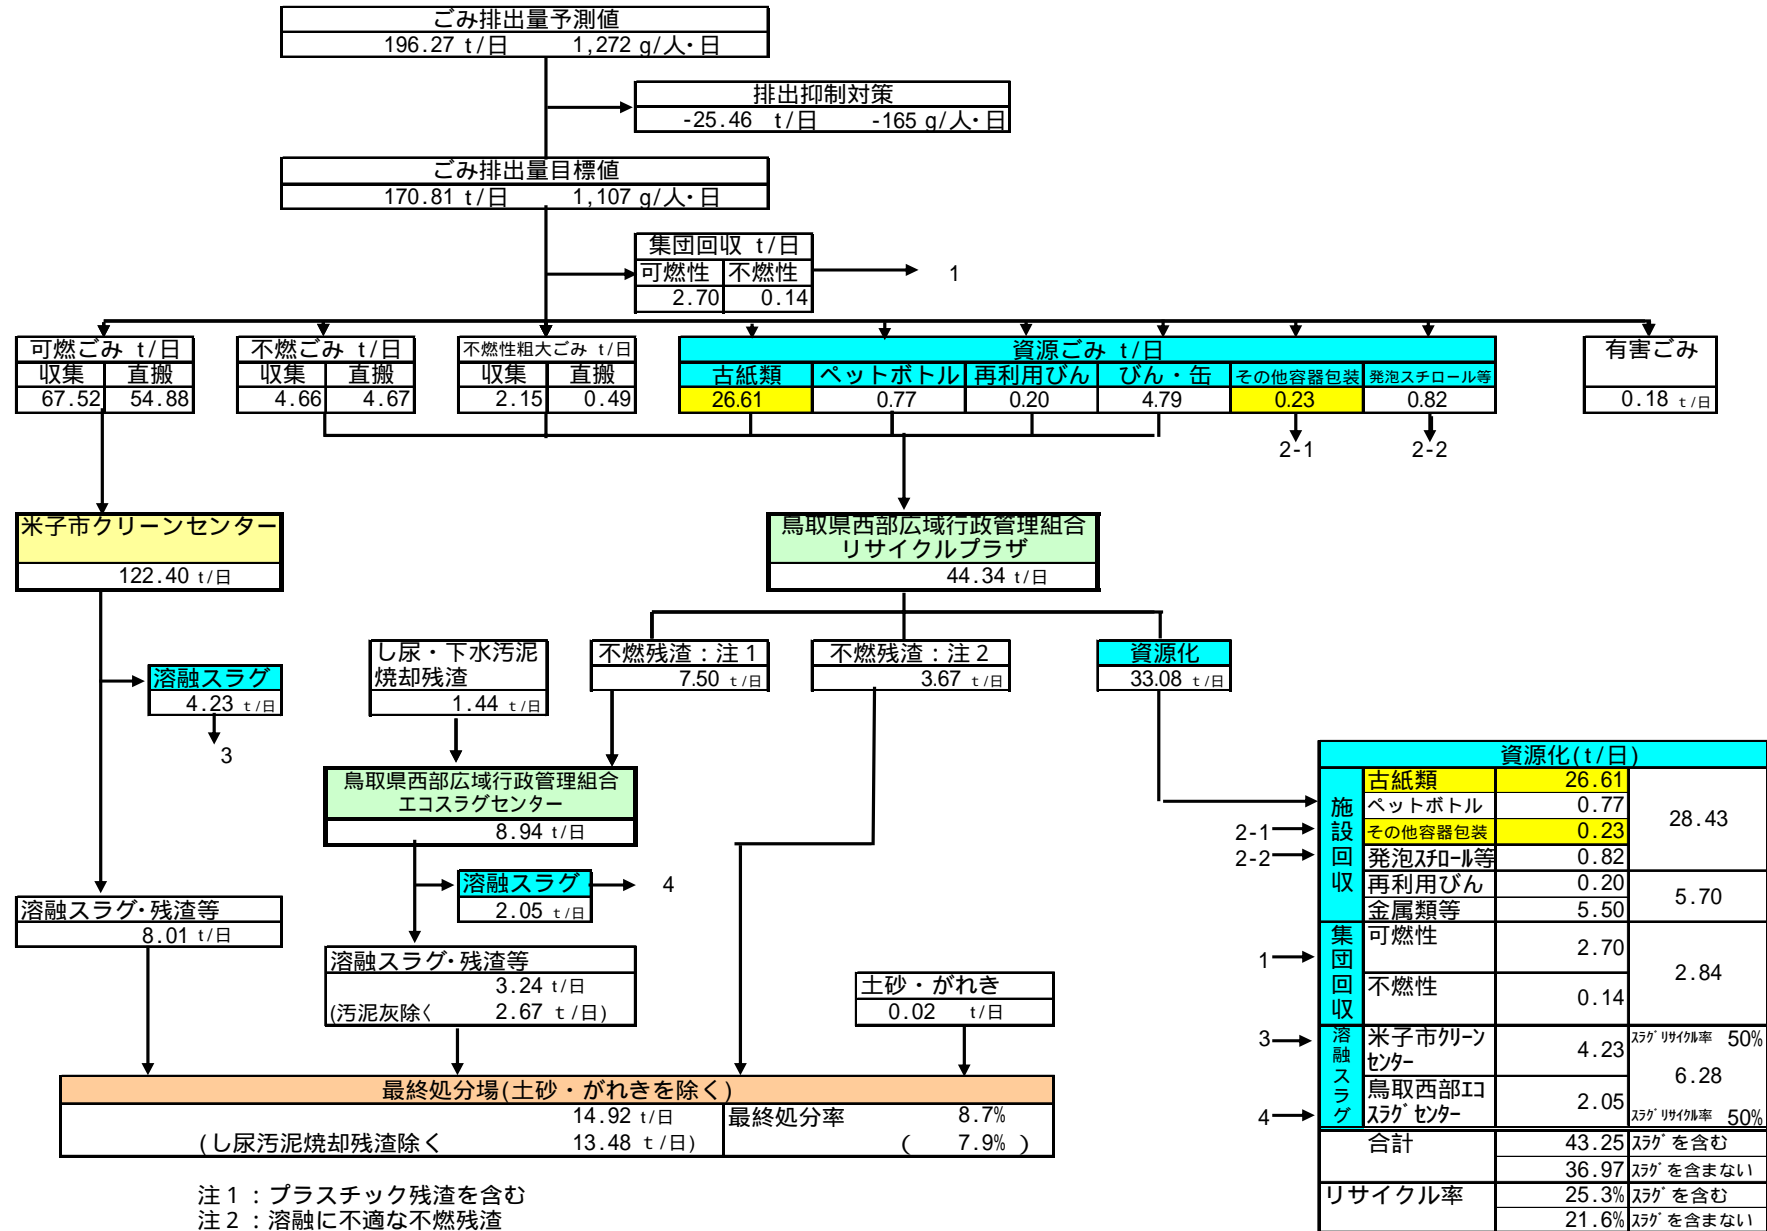 ごみ排出量予測値
196.27 t/日 1,272 g/人・日
排出抑制対策
-25.46 t/日 -165 g/人・日
ごみ排出量目標値
170.81 t/日 1,107 g/人・日
集団回収 t/日
可燃性 不燃性
2.70 0.14
1
可燃ごみ t/日
収集 直搬
67.52 54.88
不燃ごみ t/日
収集 直搬
4.66 4.67
不燃性粗大ごみ t/日
収集 直搬
2.15 0.49
資源ごみ t/日
古紙類 ペットボトル 再利用びん びん・缶 その他容器包装 発泡スチロール等
26.61 0.77 0.20 4.79 0.23 0.82
有害ごみ
0.18 t/日
2-1 2-2
米子市クリーンセンター
122.40 t/日
鳥取県西部広域行政管理組合
リサイクルプラザ
44.34 t/日
溶融スラグ
4.23 t/日
3
し尿・下水汚泥
焼却残渣
1.44 t/日
不燃残渣：注1
7.50 t/日
不燃残渣：注2
3.67 t/日
資源化
33.08 t/日
鳥取県西部広域行政管理組合
エコスラグセンター
8.94 t/日
溶融スラグ
2.05 t/日
4
溶融スラグ・残渣等
8.01 t/日
溶融スラグ・残渣等
3.24 t/日
(汚泥灰除く 2.67 t/日)
土砂・がれき
0.02 t/日
最終処分場(土砂・がれきを除く)
14.92 t/日 最終処分率 8.7%
(し尿汚泥焼却残渣除く 13.48 t/日) ( 7.9% )
資源化(t/日)
施設回収
古紙類 26.61
ペットボトル 0.77
28.43
2-1 その他容器包装 0.23
2-2 発泡スチロール等 0.82
再利用びん 0.20
5.70
金属類等 5.50
集団回収
可燃性 2.70
1
2.84
不燃性 0.14
溶融スラグ
3 米子市クリーンセンター 4.23 スラグリサイクル率 50%
6.28
4 鳥取西部エコスラグセンター 2.05 スラグリサイクル率 50%
合計 43.25 スラグを含む
36.97 スラグを含まない
リサイクル率 25.3% スラグを含む
21.6% スラグを含まない
注1：プラスチック残渣を含む
注2：溶融に不適な不燃残渣